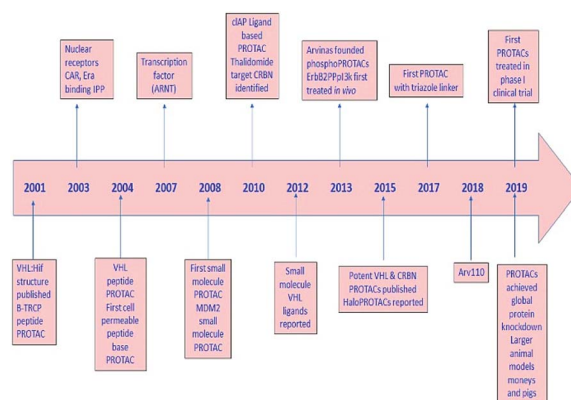 Nuclear
receptors
CAR, Era
binding IPP
Transcription
factor
(ARNT)
cIAP Ligand
based
PROTAC
Thalidomide
target CRBN
identified
Arvinas founded
phosphoPROTACs
ErbB2PPpI3k first
treated in vivo
First PROTAC
with triazole linker
First
PROTACs
treated in
phase I
clinical trial
2001 2003 2004 2007 2008 2010 2012 2013 2015 2017 2018 2019
VHL:Hif
structure
published
B-TRCP
peptide
PROTAC
VHL
peptide
PROTAC
First cell
permeable
peptide
base
PROTAC
First small
molecule
PROTAC
MDM2
small
molecule
PROTAC
Small
molecule
VHL
ligands
reported
Potent VHL & CRBN
PROTACs published
HaloPROTACs reported
Arv110
PROTACs
achieved
global
protein
knockdown
Larger
animal
models
moneys
and pigs